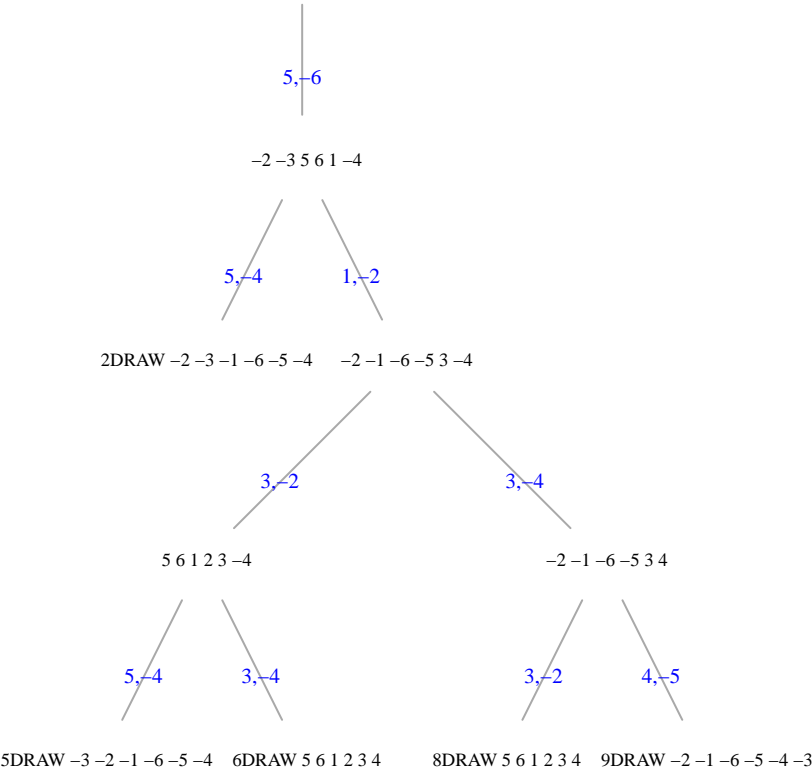 5,–6
–2 –3 5 6 1 –4
5,–4 1,–2
2DRAW –2 –3 –1 –6 –5 –4 –2 –1 –6 –5 3 –4
3,–2 3,–4
5 6 1 2 3 –4 –2 –1 –6 –5 3 4
5,–4 3,–4 3,–2 4,–5
5DRAW –3 –2 –1 –6 –5 –4 6DRAW 5 6 1 2 3 4 8DRAW 5 6 1 2 3 4 9DRAW –2 –1 –6 –5 –4 –3